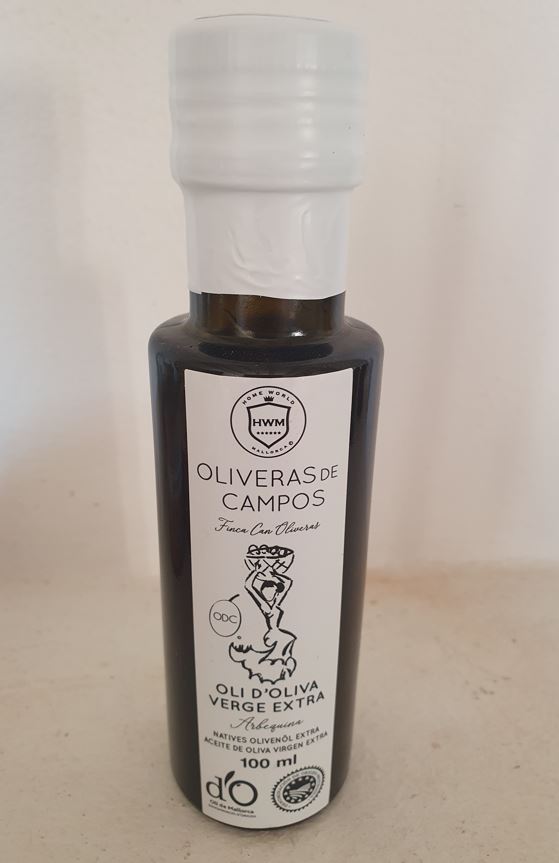 HOME WORLD
HWM
MALLORCA
OLIVERAS DE
CAMPOS
Finca Can Oliveras
ODC
OLI D'OLIVA
VERGE EXTRA
Arbequina
NATIVES OLIVENÖL EXTRA
ACEITE DE OLIVA VIRGEN EXTRA
100 ml
d'O
Oli de Mallorca